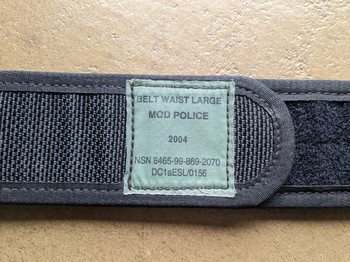 BELT WAIST LARGE
MOD POLICE
2004
NSN 8465-99-869-2070
DC1aESL/0156